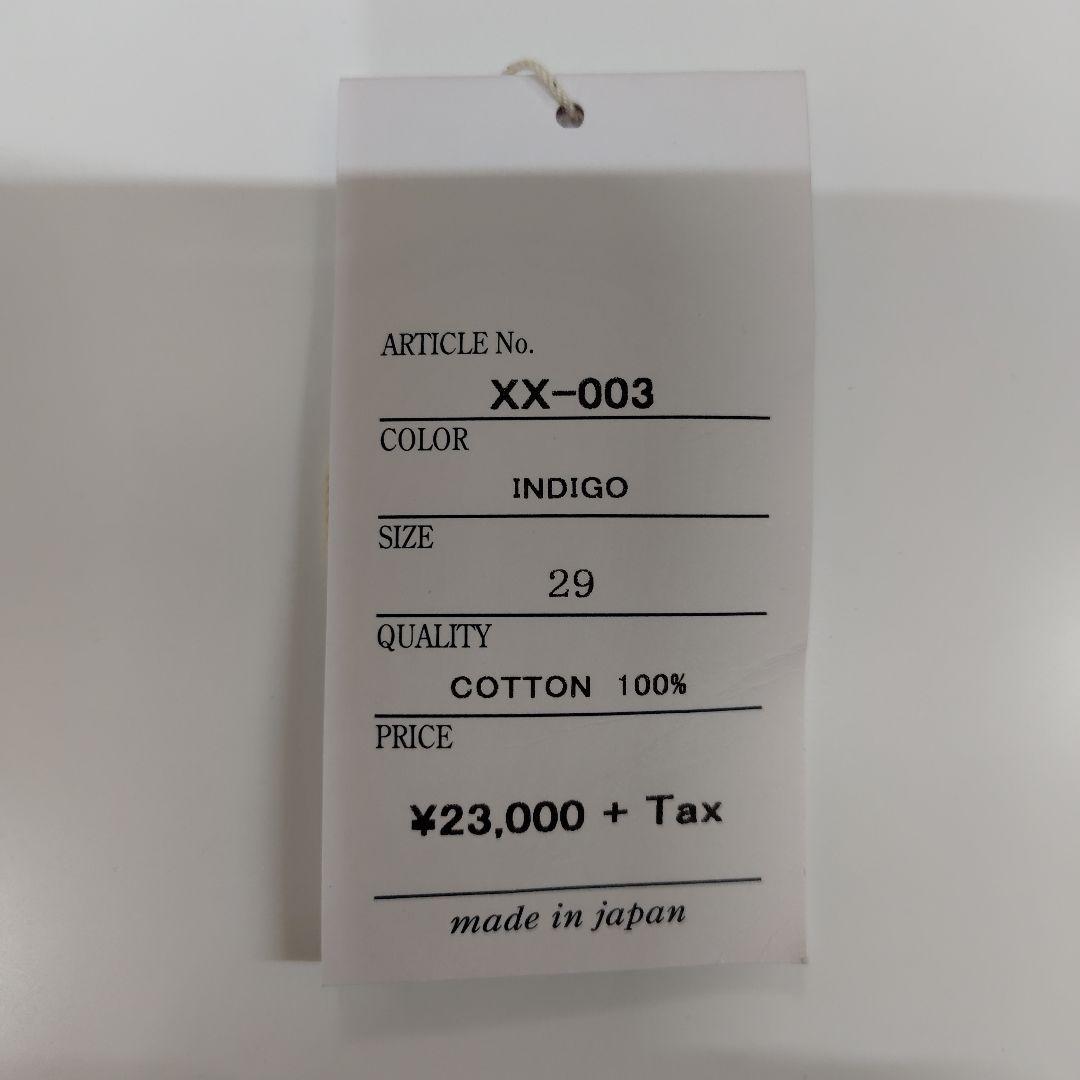 ARTICLE No.
XX-003
COLOR
INDIGO
SIZE
29
QUALITY
COTTON 100%
PRICE
¥23,000 + Tax
made in japan